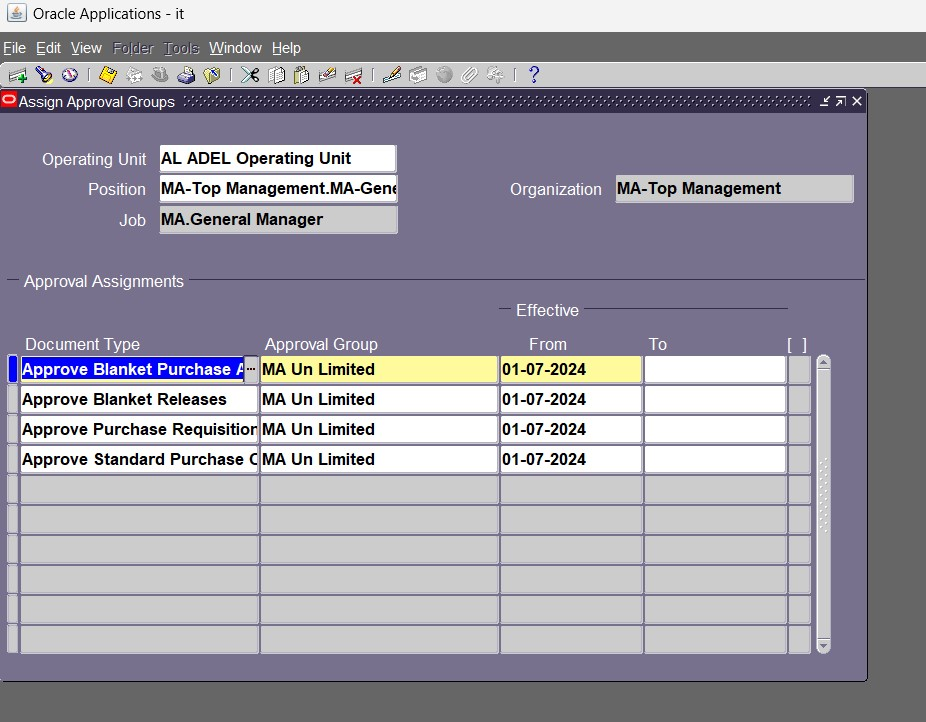 Oracle Applications - it
File Edit View Folder Tools Window Help
?
Assign Approval Groups
Operating Unit AL ADEL Operating Unit
Position MA-Top Management.MA-Gene Organization MA-Top Management
Job MA.General Manager
Approval Assignments
Effective
Document Type Approval Group From To [ ]
Approve Blanket Purchase A ... MA Un Limited 01-07-2024
Approve Blanket Releases MA Un Limited 01-07-2024
Approve Purchase Requisition MA Un Limited 01-07-2024
Approve Standard Purchase O MA Un Limited 01-07-2024